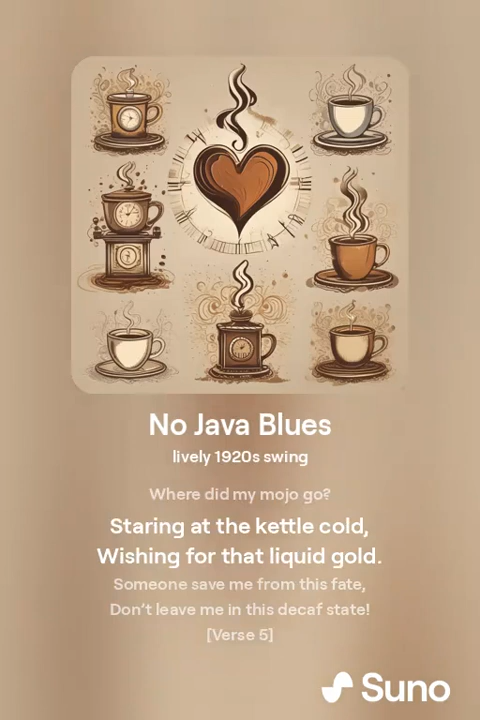 No Java Blues
lively 1920s swing
Where did my mojo go?
Staring at the kettle cold,
Wishing for that liquid gold.
Someone save me from this fate,
Don't leave me in this decaf state!
[Verse 5]
Suno